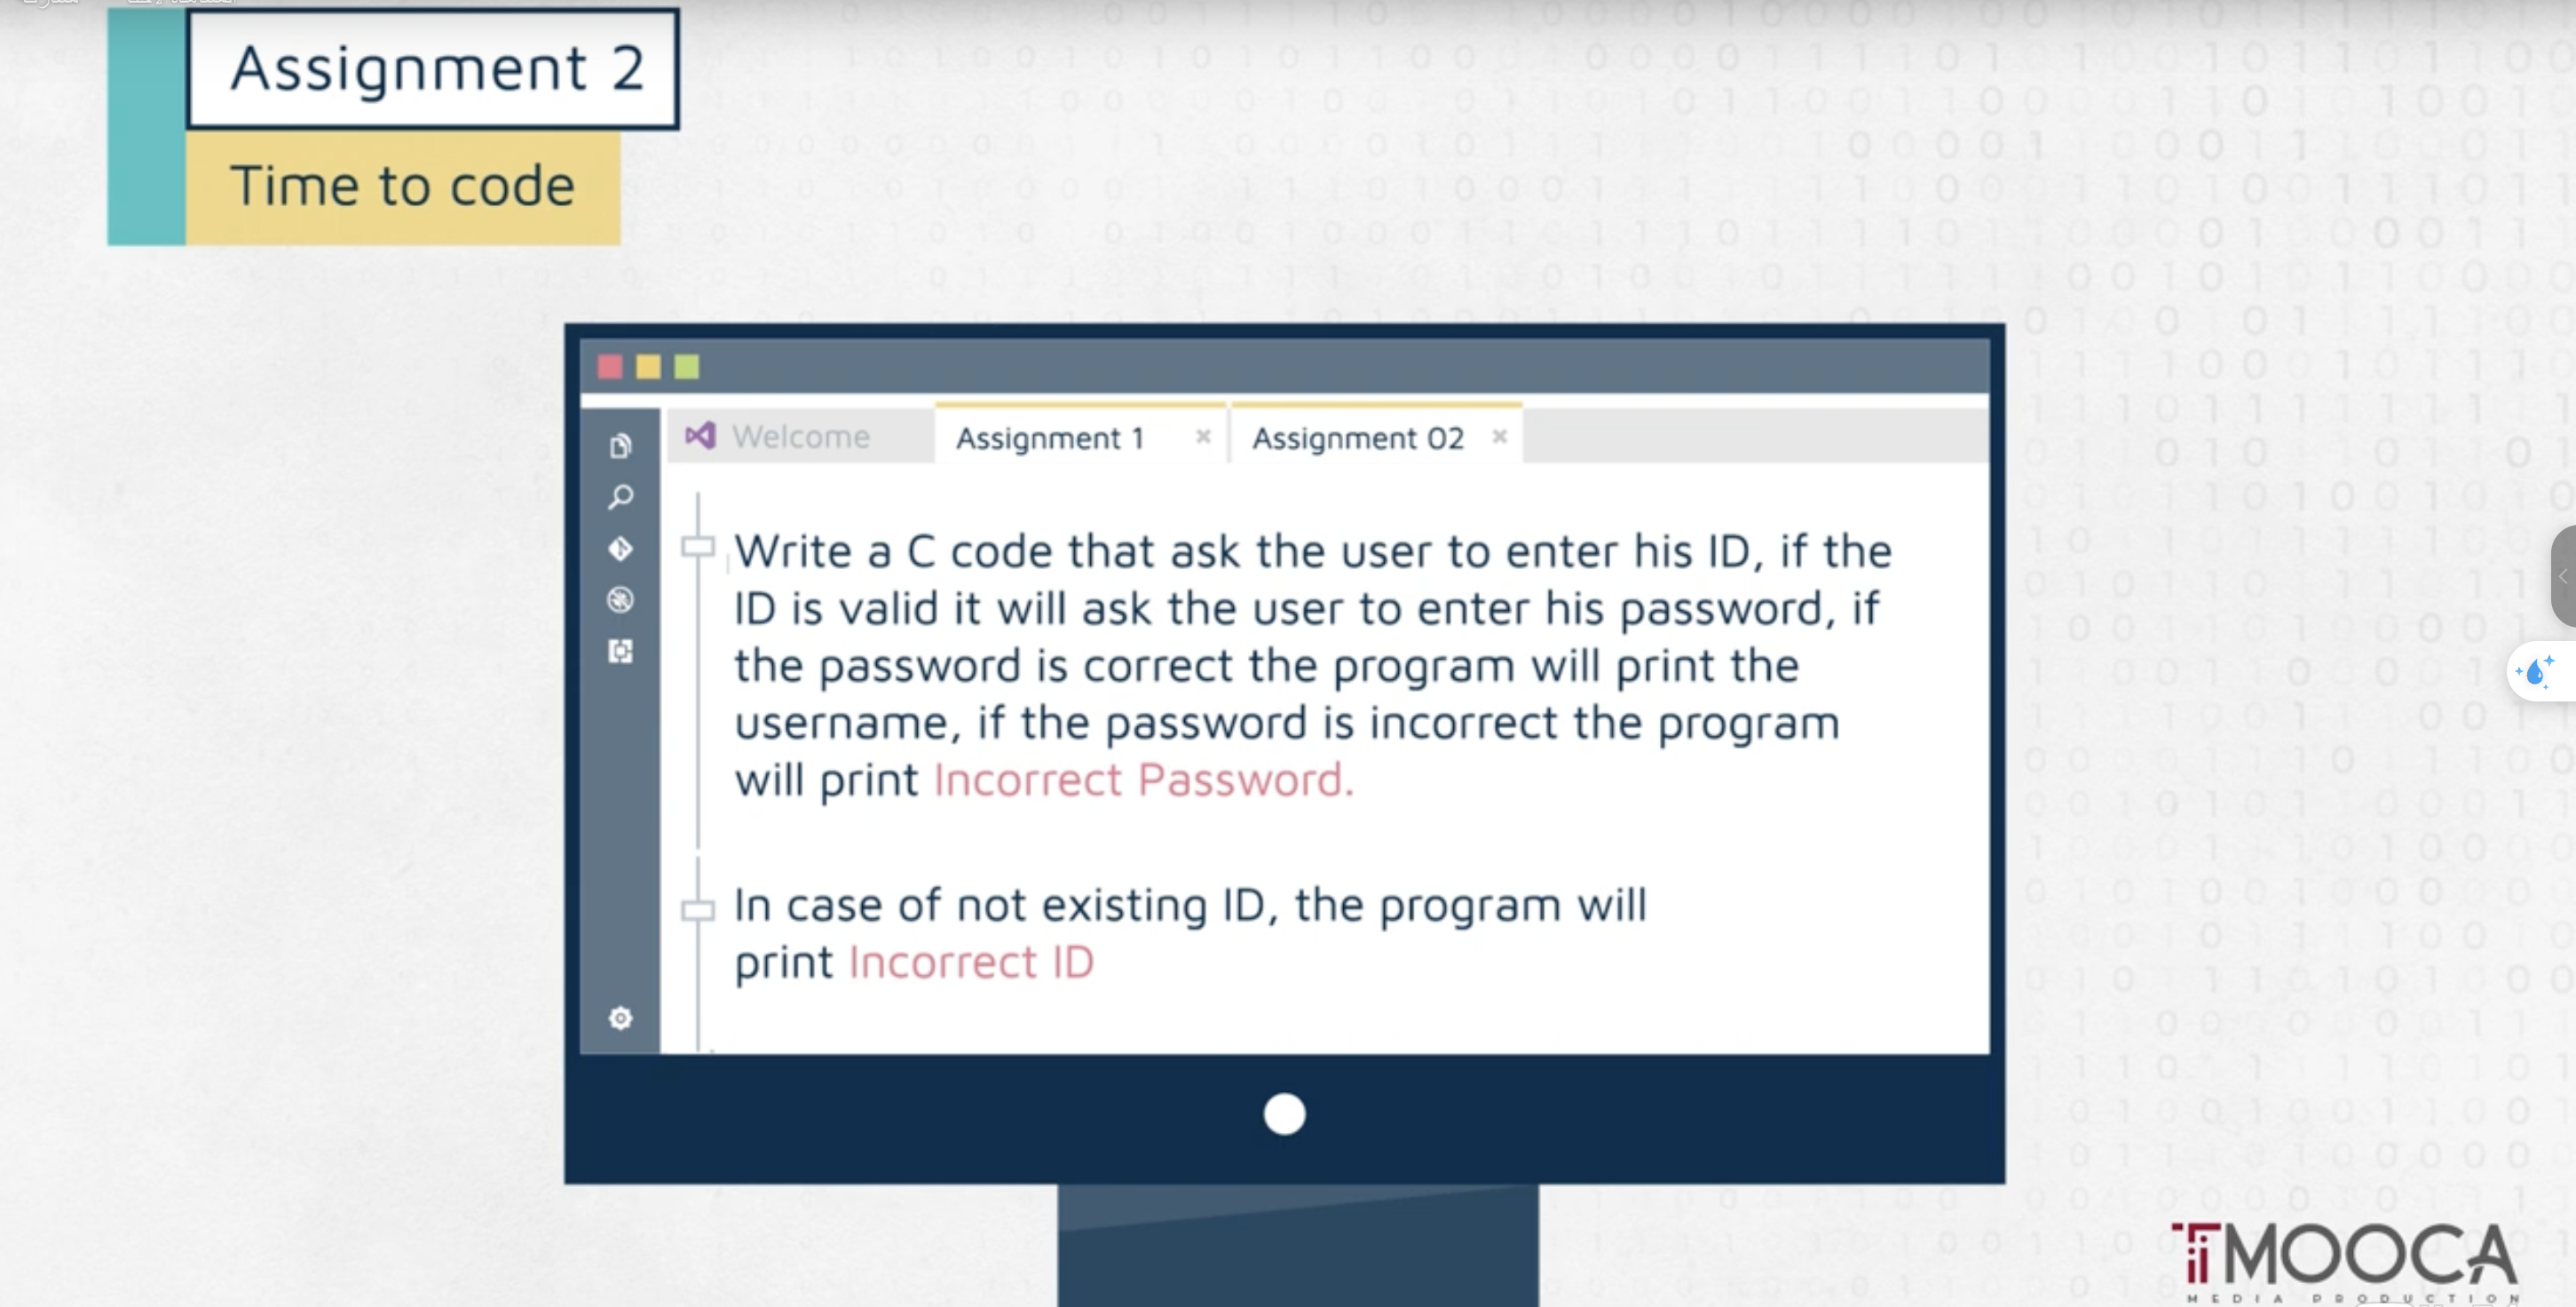 Assignment 2
Time to code
Welcome
Assignment 1
Assignment 02
Write a C code that ask the user to enter his ID, if the
ID is valid it will ask the user to enter his password, if
the password is correct the program will print the
username, if the password is incorrect the program
will print Incorrect Password.
In case of not existing ID, the program will
print Incorrect ID
iTMOOCA
MEDIA PRODUCTION